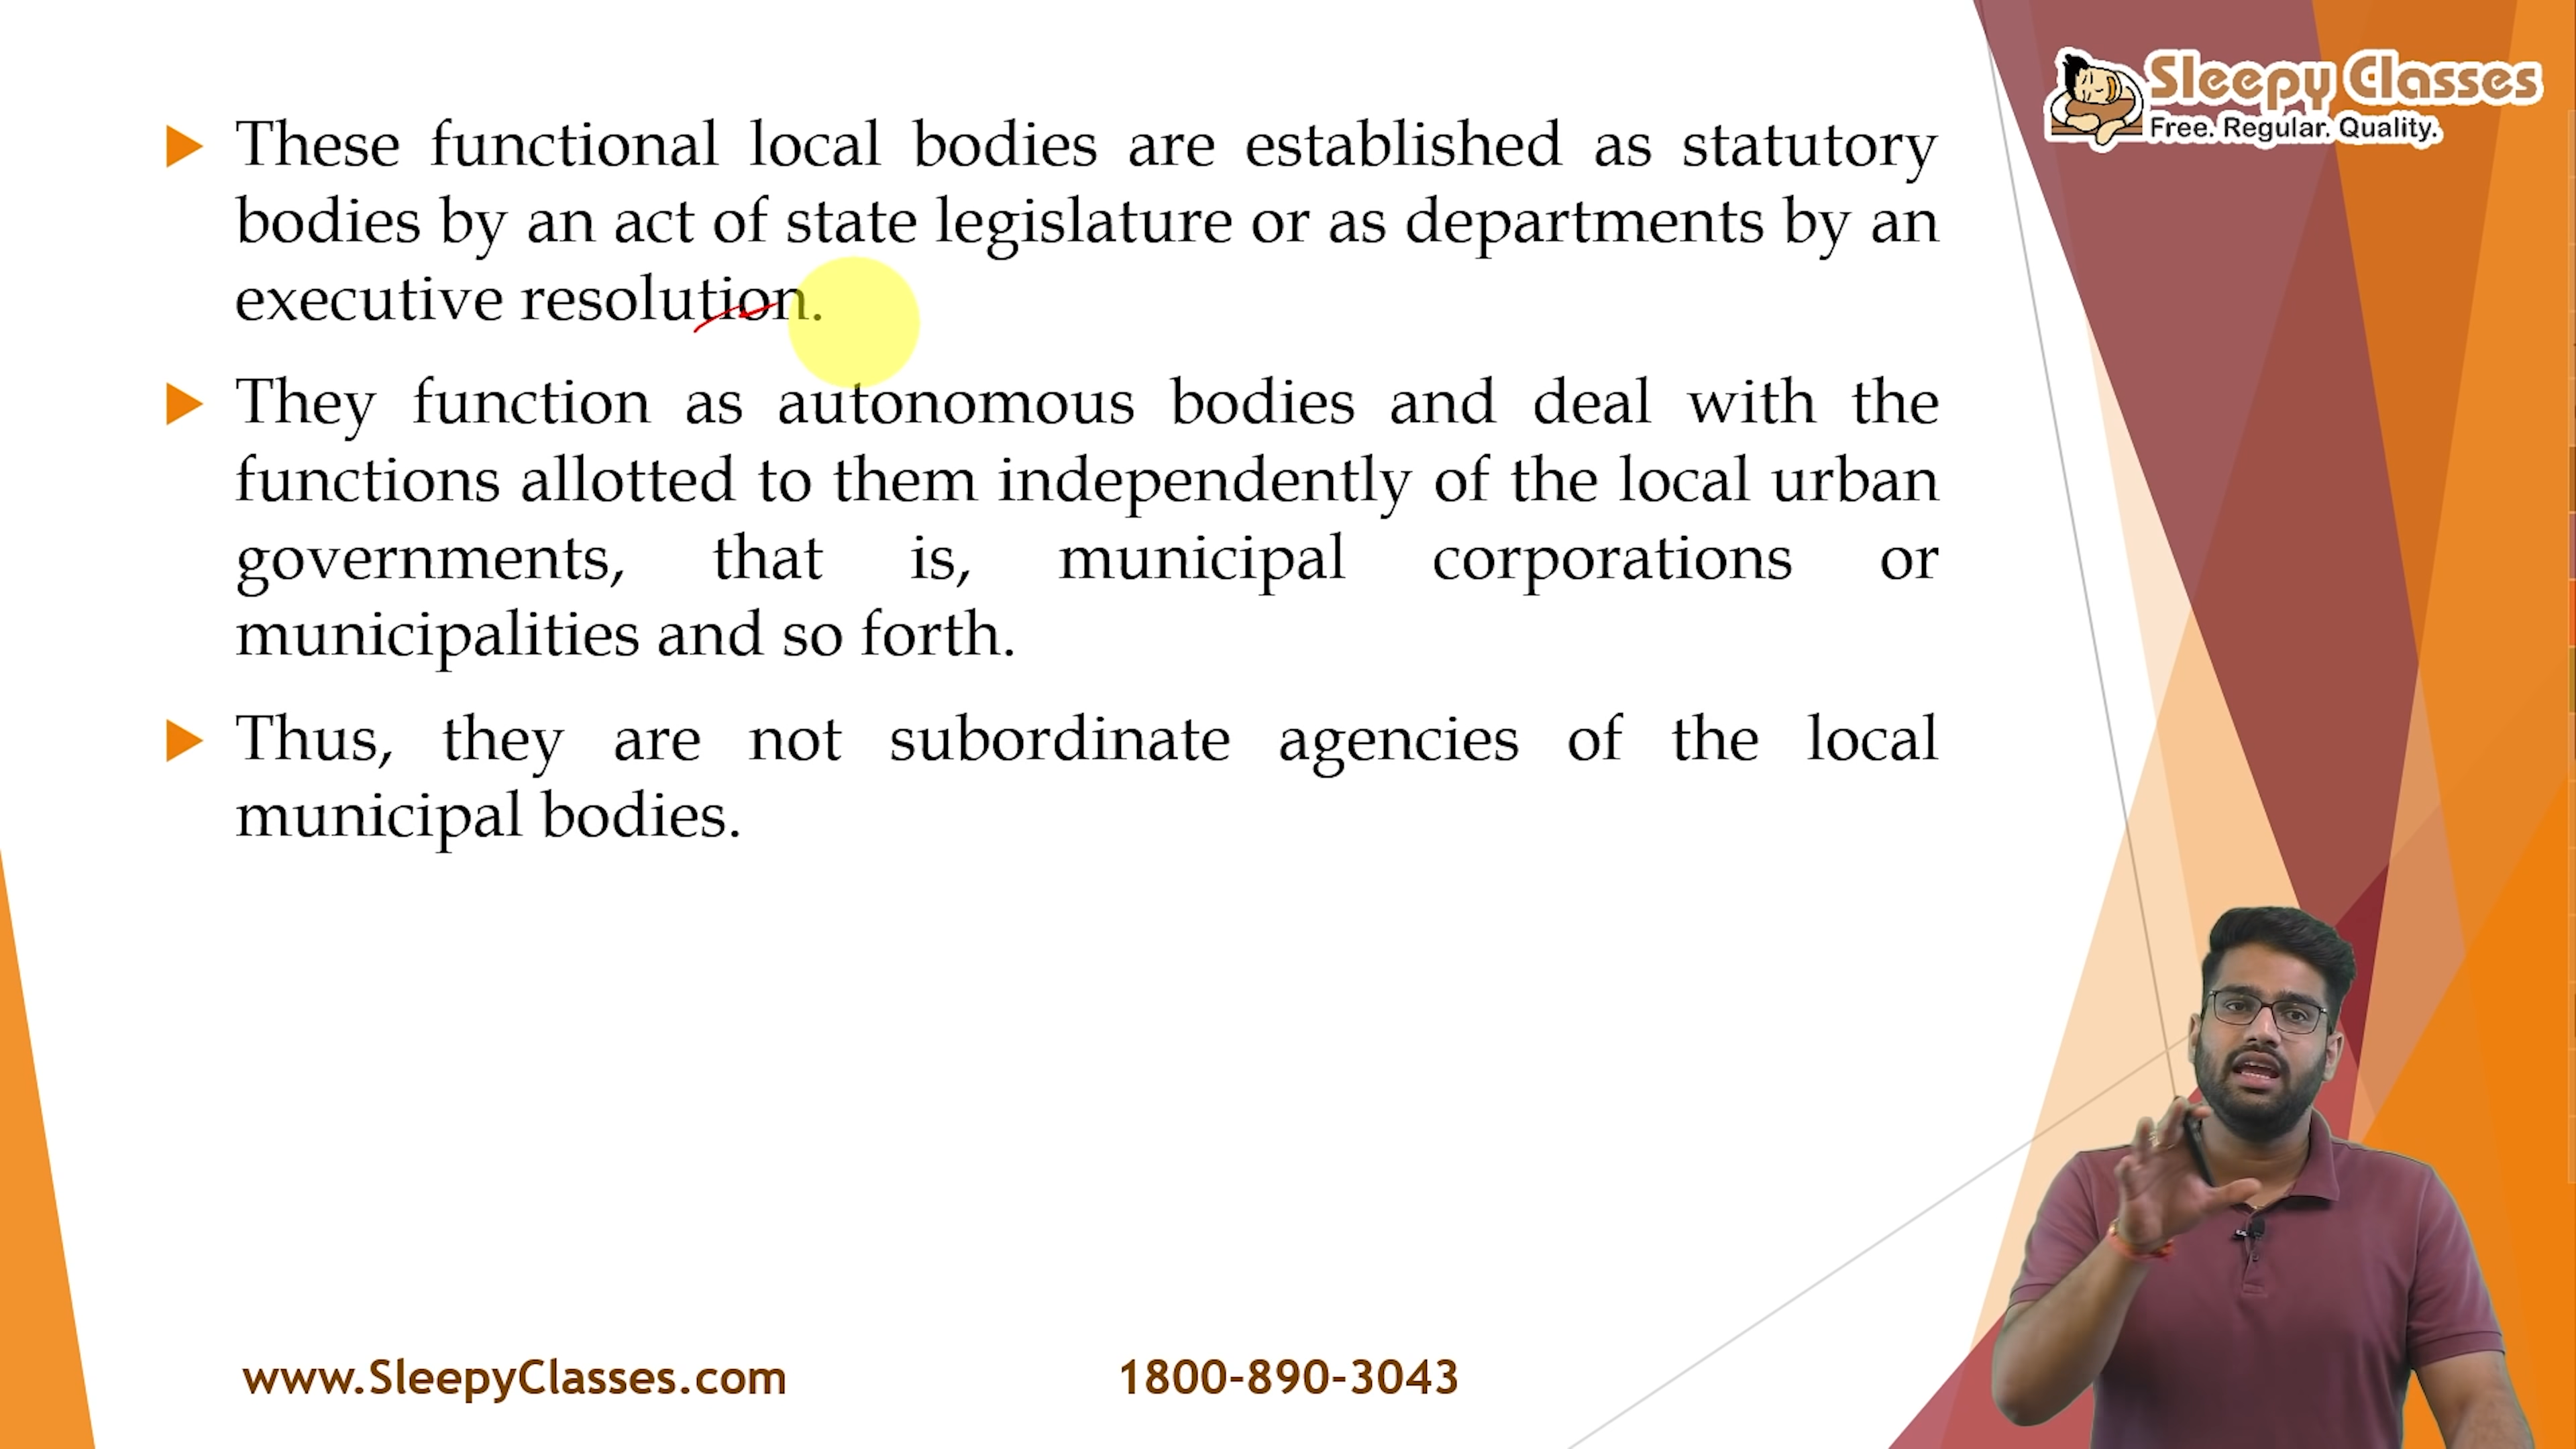 Sleepy Classes
Free. Regular. Quality.
These functional local bodies are established as statutory
bodies by an act of state legislature or as departments by an
executive resolution.
They function as autonomous bodies and deal with the
functions allotted to them independently of the local urban
governments, that is, municipal corporations or
municipalities and so forth.
Thus, they are not subordinate agencies of the local
municipal bodies.
www.SleepyClasses.com
1800-890-3043